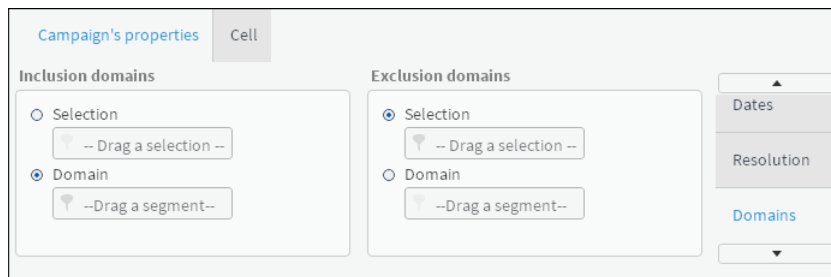 Campaign's properties
Cell
Inclusion domains
Selection
-- Drag a selection --
Domain
--Drag a segment--
Exclusion domains
Selection
-- Drag a selection --
Domain
--Drag a segment--
Dates
Resolution
Domains